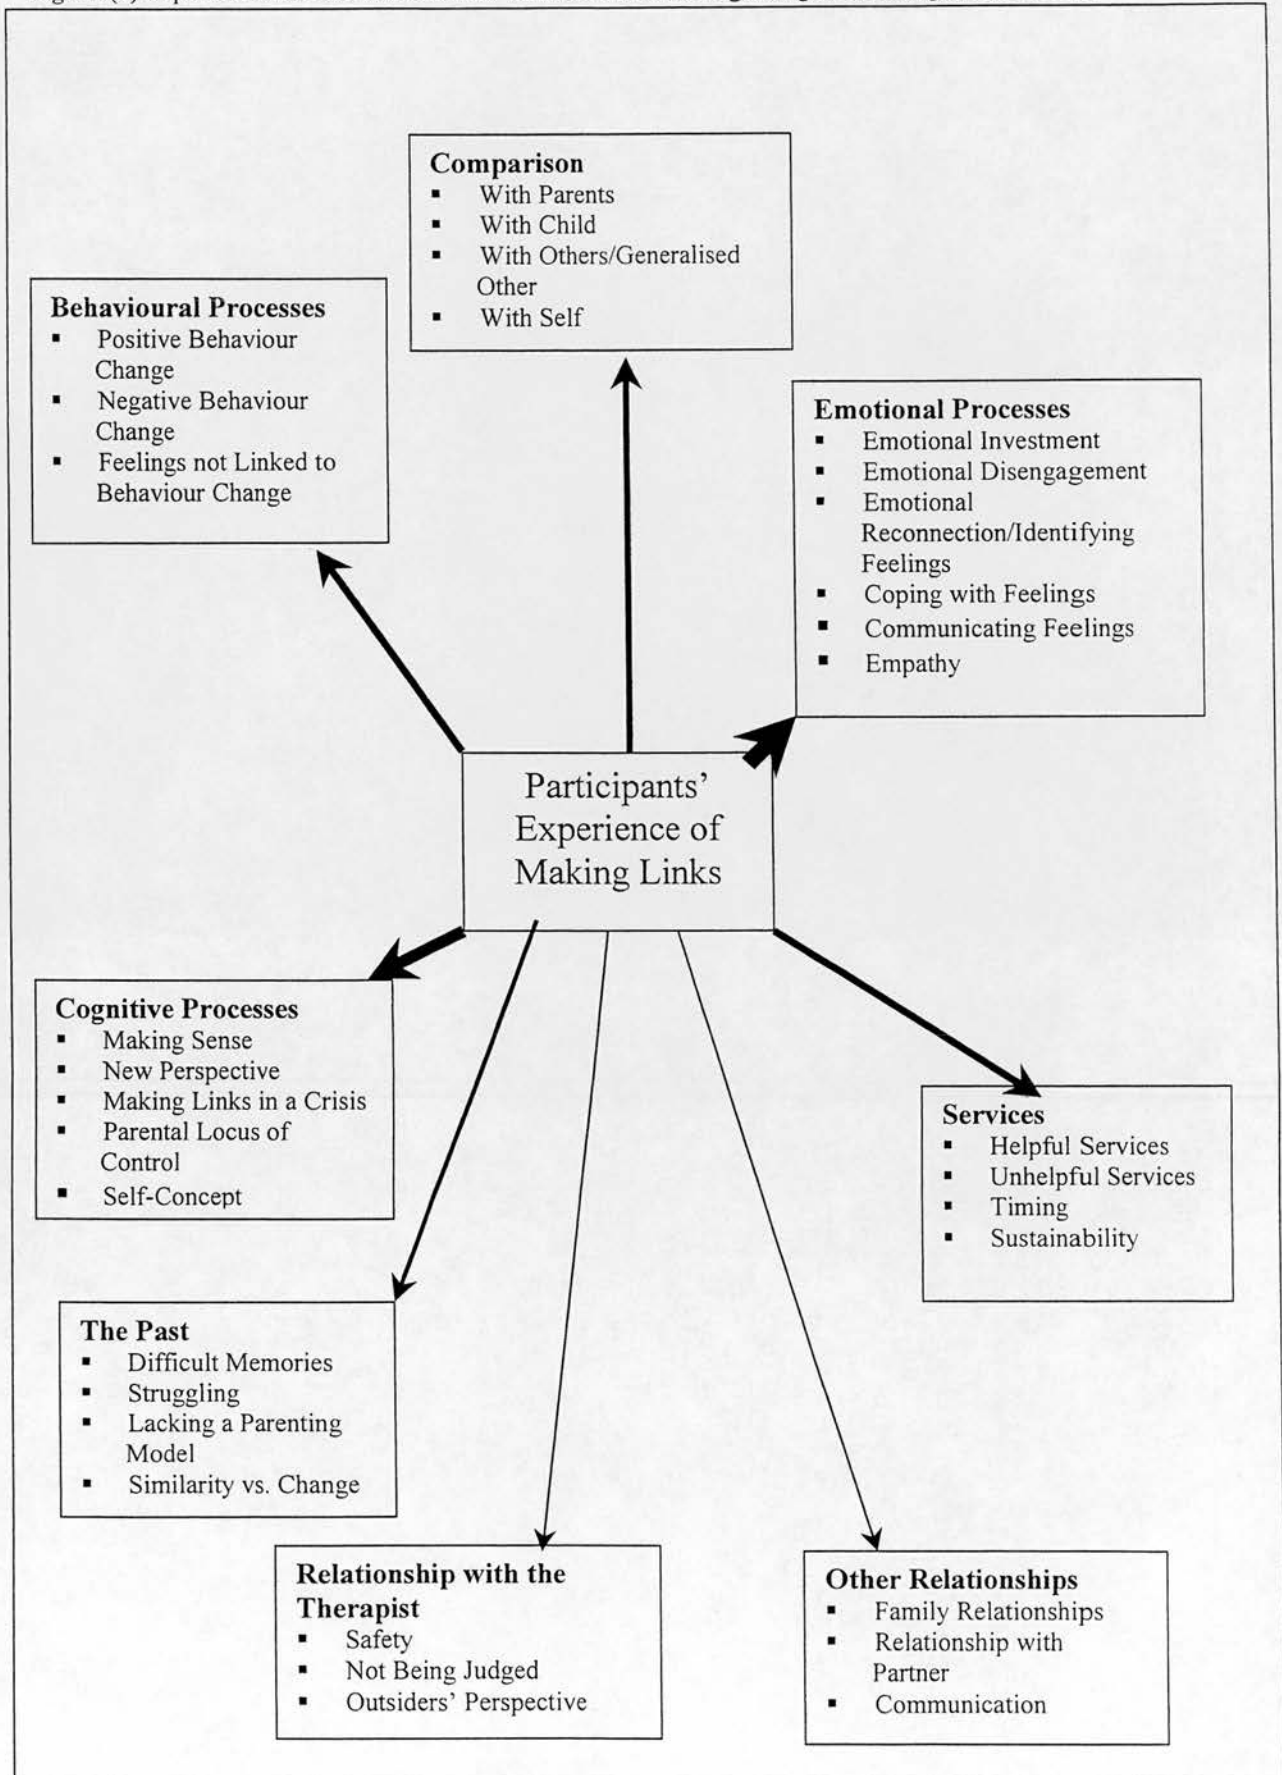 Comparison
▪ With Parents
▪ With Child
▪ With Others/Generalised
Other
▪ With Self
Behavioural Processes
▪ Positive Behaviour
Change
▪ Negative Behaviour
Change
▪ Feelings not Linked to
Behaviour Change
Emotional Processes
▪ Emotional Investment
▪ Emotional Disengagement
▪ Emotional
Reconnection/Identifying
Feelings
▪ Coping with Feelings
▪ Communicating Feelings
▪ Empathy
Participants’
Experience of
Making Links
Cognitive Processes
▪ Making Sense
▪ New Perspective
▪ Making Links in a Crisis
▪ Parental Locus of
Control
▪ Self-Concept
Services
▪ Helpful Services
▪ Unhelpful Services
▪ Timing
▪ Sustainability
The Past
▪ Difficult Memories
▪ Struggling
▪ Lacking a Parenting
Model
▪ Similarity vs. Change
Relationship with the
Therapist
▪ Safety
▪ Not Being Judged
▪ Outsiders’ Perspective
Other Relationships
▪ Family Relationships
▪ Relationship with
Partner
▪ Communication